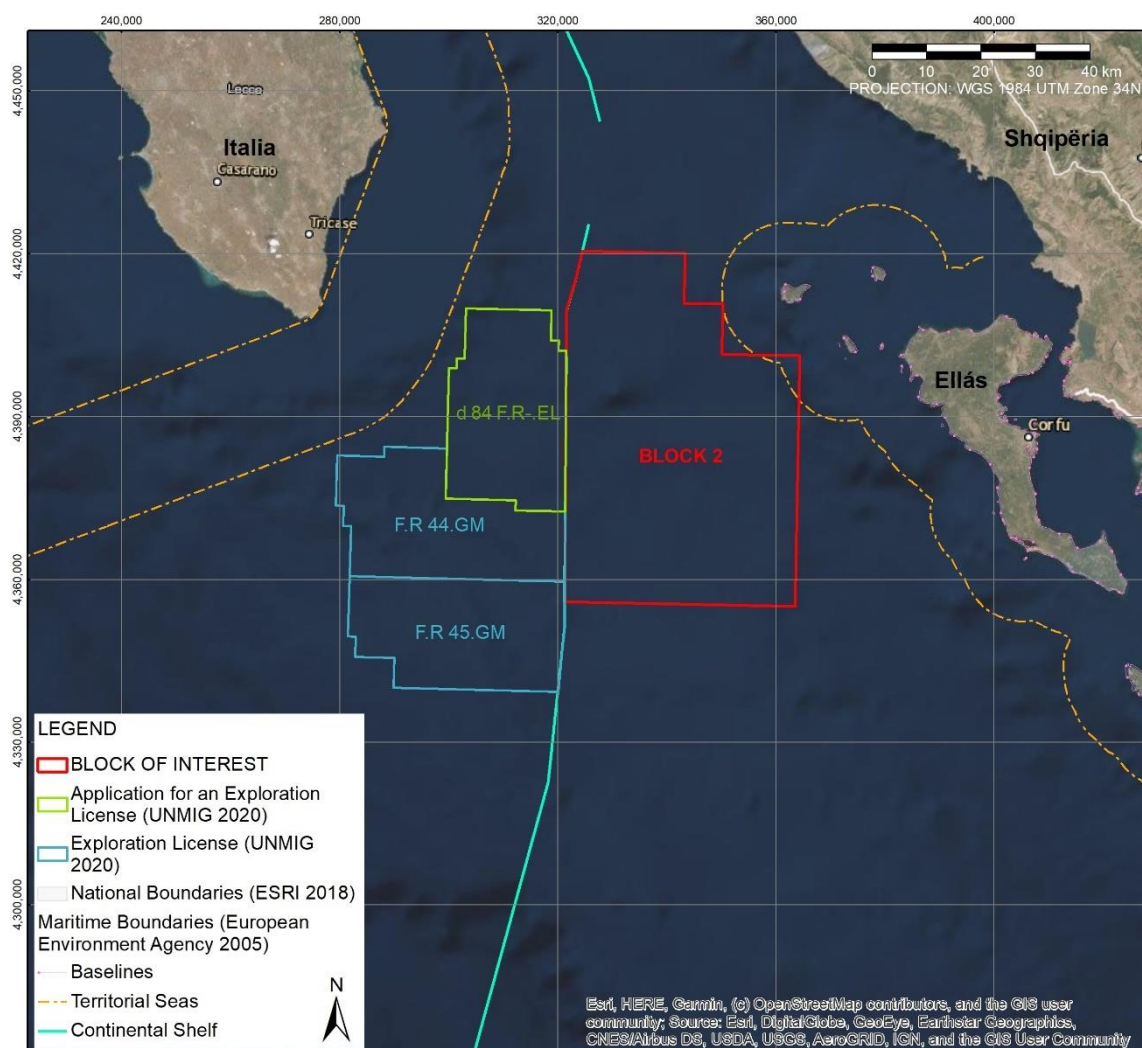 240,000 280,000 320,000 360,000 400,000
4,450,000
4,420,000
4,390,000
4,360,000
4,330,000
4,300,000
0 10 20 30 40 km
PROJECTION: WGS 1984 UTM Zone 34N
Lecce
Italia
Casarano
Tricase
Shqipëria
Ellás
Corfu
d 84 F.R-.EL
BLOCK 2
F.R 44.GM
F.R 45.GM
LEGEND
BLOCK OF INTEREST
Application for an Exploration
License (UNMIG 2020)
Exploration License (UNMIG
2020)
National Boundaries (ESRI 2018)
Maritime Boundaries (European
Environment Agency 2005)
Baselines
Territorial Seas
Continental Shelf
N
Esri, HERE, Garmin, (c) OpenStreetMap contributors, and the GIS user
community; Source: Esri, DigitalGlobe, GeoEye, Earthstar Geographics,
CNES/Airbus DS, USDA, USGS, AeroGRID, IGN, and the GIS User Community